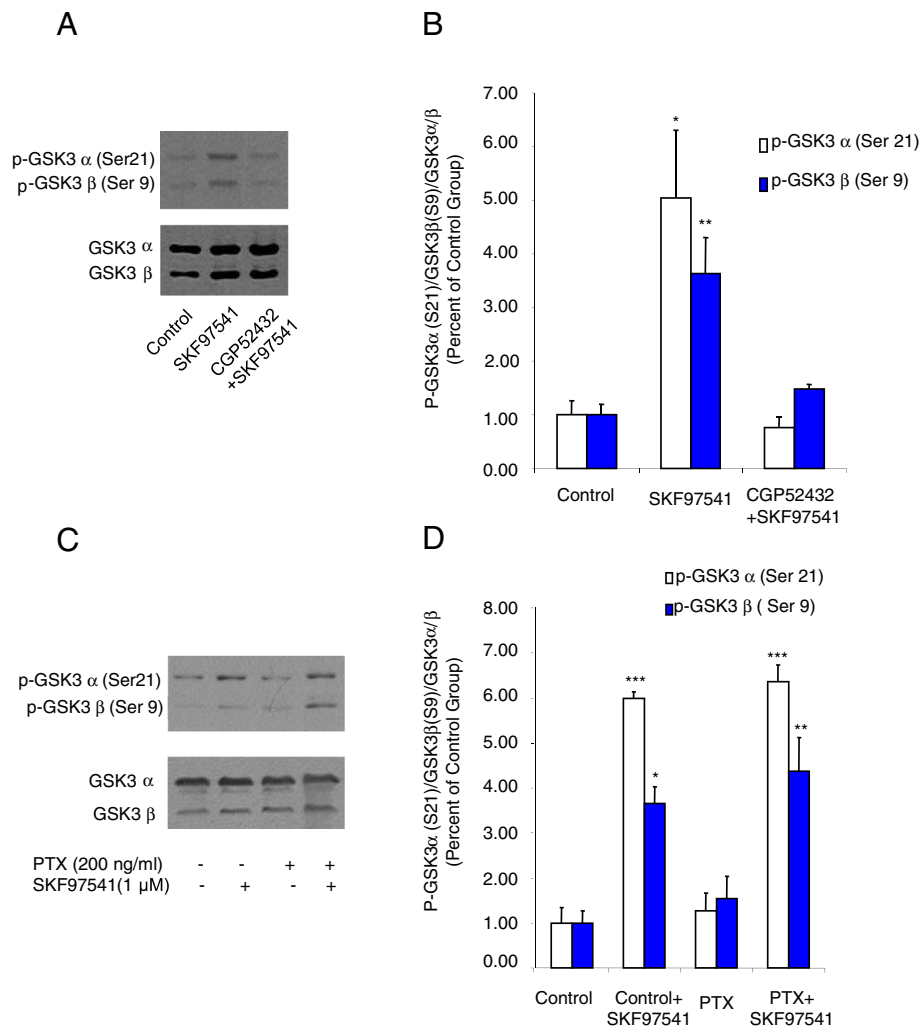 A
p-GSK3 α (Ser21)
p-GSK3 β (Ser 9)
GSK3 α
GSK3 β
Control
SKF97541
CGP52432
+SKF97541
B
P-GSK3α (S21)/GSK3β(S9)/GSK3α/β
(Percent of Control Group)
7.00
6.00
5.00
4.00
3.00
2.00
1.00
0.00
*
**
p-GSK3 α (Ser 21)
p-GSK3 β (Ser 9)
Control
SKF97541
CGP52432
+SKF97541
C
p-GSK3 α (Ser21)
p-GSK3 β (Ser 9)
GSK3 α
GSK3 β
PTX (200 ng/ml) - - + +
SKF97541(1 μM) - + - +
D
p-GSK3 α (Ser 21)
p-GSK3 β ( Ser 9)
P-GSK3α (S21)/GSK3β(S9)/GSK3α/β
(Percent of Control Group)
8.00
7.00
6.00
5.00
4.00
3.00
2.00
1.00
0.00
***
*
***
**
Control
Control+
SKF97541
PTX
PTX+
SKF97541